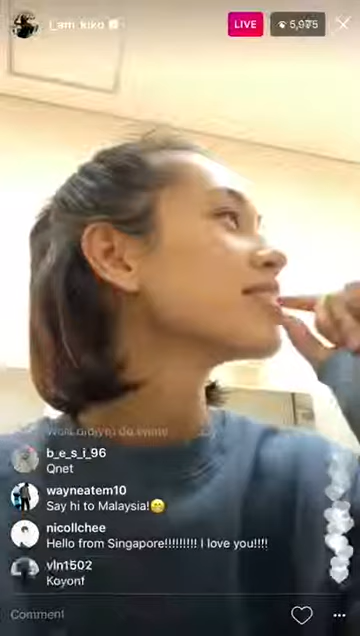 i_am_kiko
LIVE
5,975
b_e_s_i_96
Qnet
wayneatem10
Say hi to Malaysia!😁
nicollchee
Hello from Singapore!!!!!!!!! I love you!!!!
vln1502
Koyonf
Comment